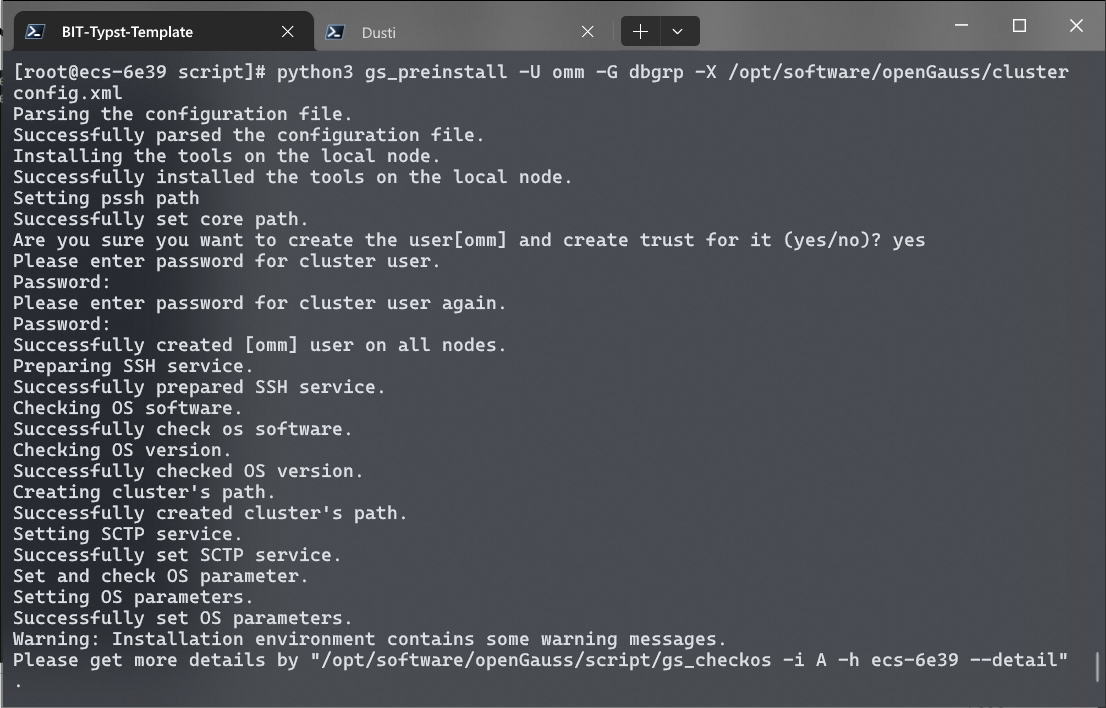 BIT-Typst-Template
Dusti
[root@ecs-6e39 script]# python3 gs_preinstall -U omm -G dbgrp -X /opt/software/openGauss/cluster
config.xml
Parsing the configuration file.
Successfully parsed the configuration file.
Installing the tools on the local node.
Successfully installed the tools on the local node.
Setting pssh path
Successfully set core path.
Are you sure you want to create the user[omm] and create trust for it (yes/no)? yes
Please enter password for cluster user.
Password:
Please enter password for cluster user again.
Password:
Successfully created [omm] user on all nodes.
Preparing SSH service.
Successfully prepared SSH service.
Checking OS software.
Successfully check os software.
Checking OS version.
Successfully checked OS version.
Creating cluster's path.
Successfully created cluster's path.
Setting SCTP service.
Successfully set SCTP service.
Set and check OS parameter.
Setting OS parameters.
Successfully set OS parameters.
Warning: Installation environment contains some warning messages.
Please get more details by "/opt/software/openGauss/script/gs_checkos -i A -h ecs-6e39 --detail"
.